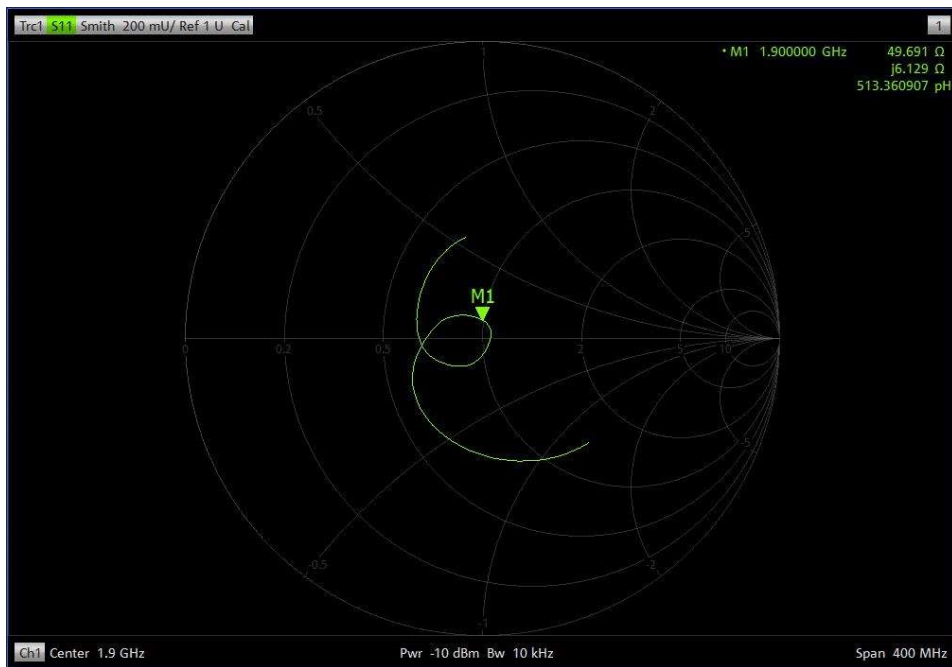 Trc1 S11 Smith 200 mU/ Ref 1 U Cal 1
• M1 1.900000 GHz 49.691 Ω
j6.129 Ω
513.360907 pH
1
0.5 2
5
M1
0 0.2 0.5 2 5 10
-5
-0.5 -2
-1
Ch1 Center 1.9 GHz Pwr -10 dBm Bw 10 kHz Span 400 MHz